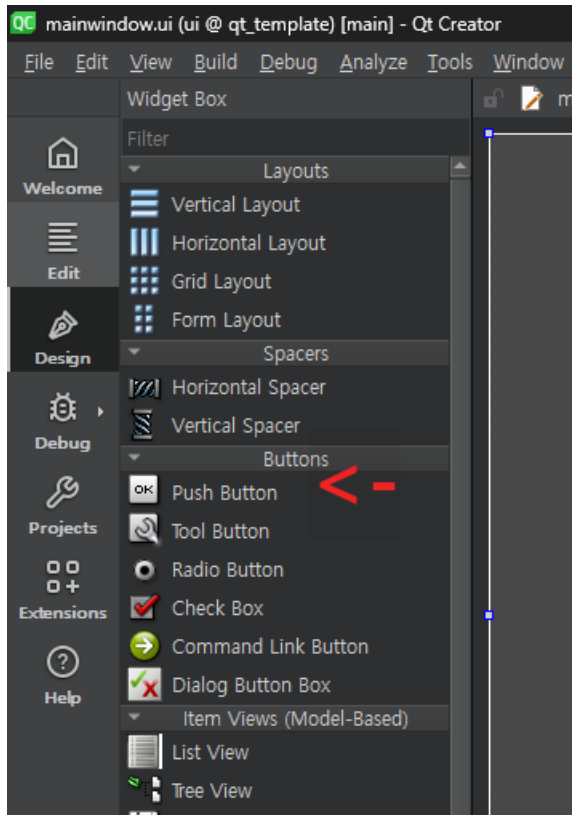 QC mainwindow.ui (ui @ qt_template) [main] - Qt Creator
File Edit View Build Debug Analyze Tools Window
Widget Box
m
Filter
Layouts
Welcome
Vertical Layout
Horizontal Layout
Edit
Grid Layout
Form Layout
Design
Spacers
Horizontal Spacer
Vertical Spacer
Debug
Buttons
OK Push Button <-
Projects
Tool Button
Radio Button
Extensions
Check Box
Command Link Button
Help
Dialog Button Box
Item Views (Model-Based)
List View
Tree View